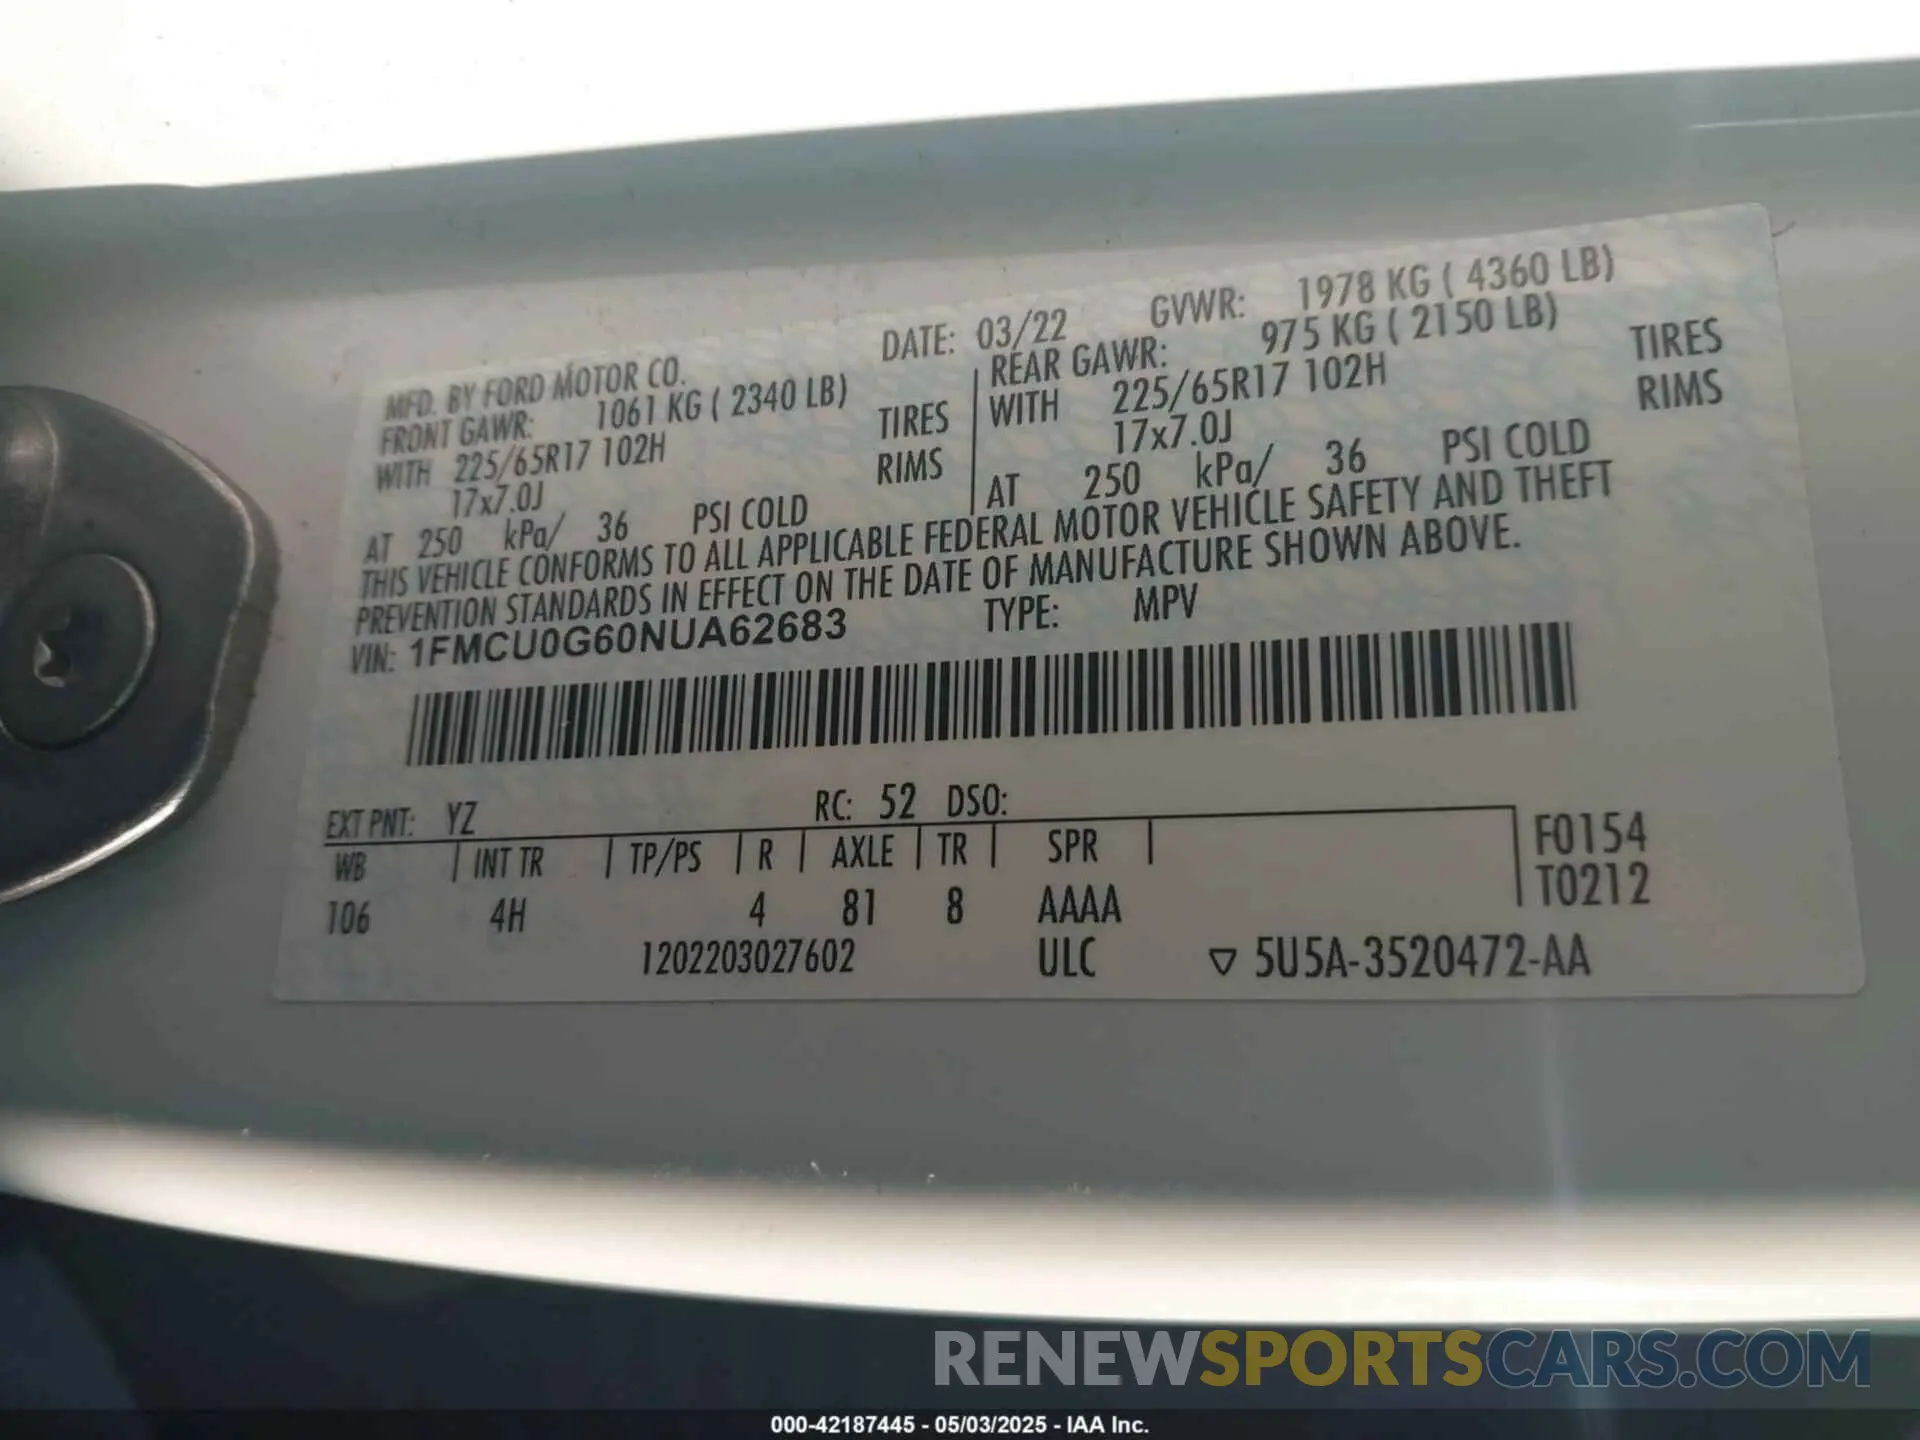 MFD. BY FORD MOTOR CO. DATE: 03/22 GVWR: 1978 KG ( 4360 LB)
FRONT GAWR: 1061 KG ( 2340 LB) REAR GAWR: 975 KG ( 2150 LB)
WITH 225/65R17 102H TIRES WITH 225/65R17 102H TIRES
17x7.0J RIMS 17x7.0J RIMS
AT 250 kPa/ 36 PSI COLD AT 250 kPa/ 36 PSI COLD
THIS VEHICLE CONFORMS TO ALL APPLICABLE FEDERAL MOTOR VEHICLE SAFETY AND THEFT
PREVENTION STANDARDS IN EFFECT ON THE DATE OF MANUFACTURE SHOWN ABOVE.
VIN: 1FMCU0G60NUA62683 TYPE: MPV
EXT PNT: YZ RC: 52 DSO:
WB | INT TR | TP/PS | R | AXLE | TR | SPR | F0154
106 4H 4 81 8 AAAA T0212
1202203027602 ULC ▽ 5U5A-3520472-AA
RENEWSPORTSCARS.COM
000-42187445 - 05/03/2025 - IAA Inc.